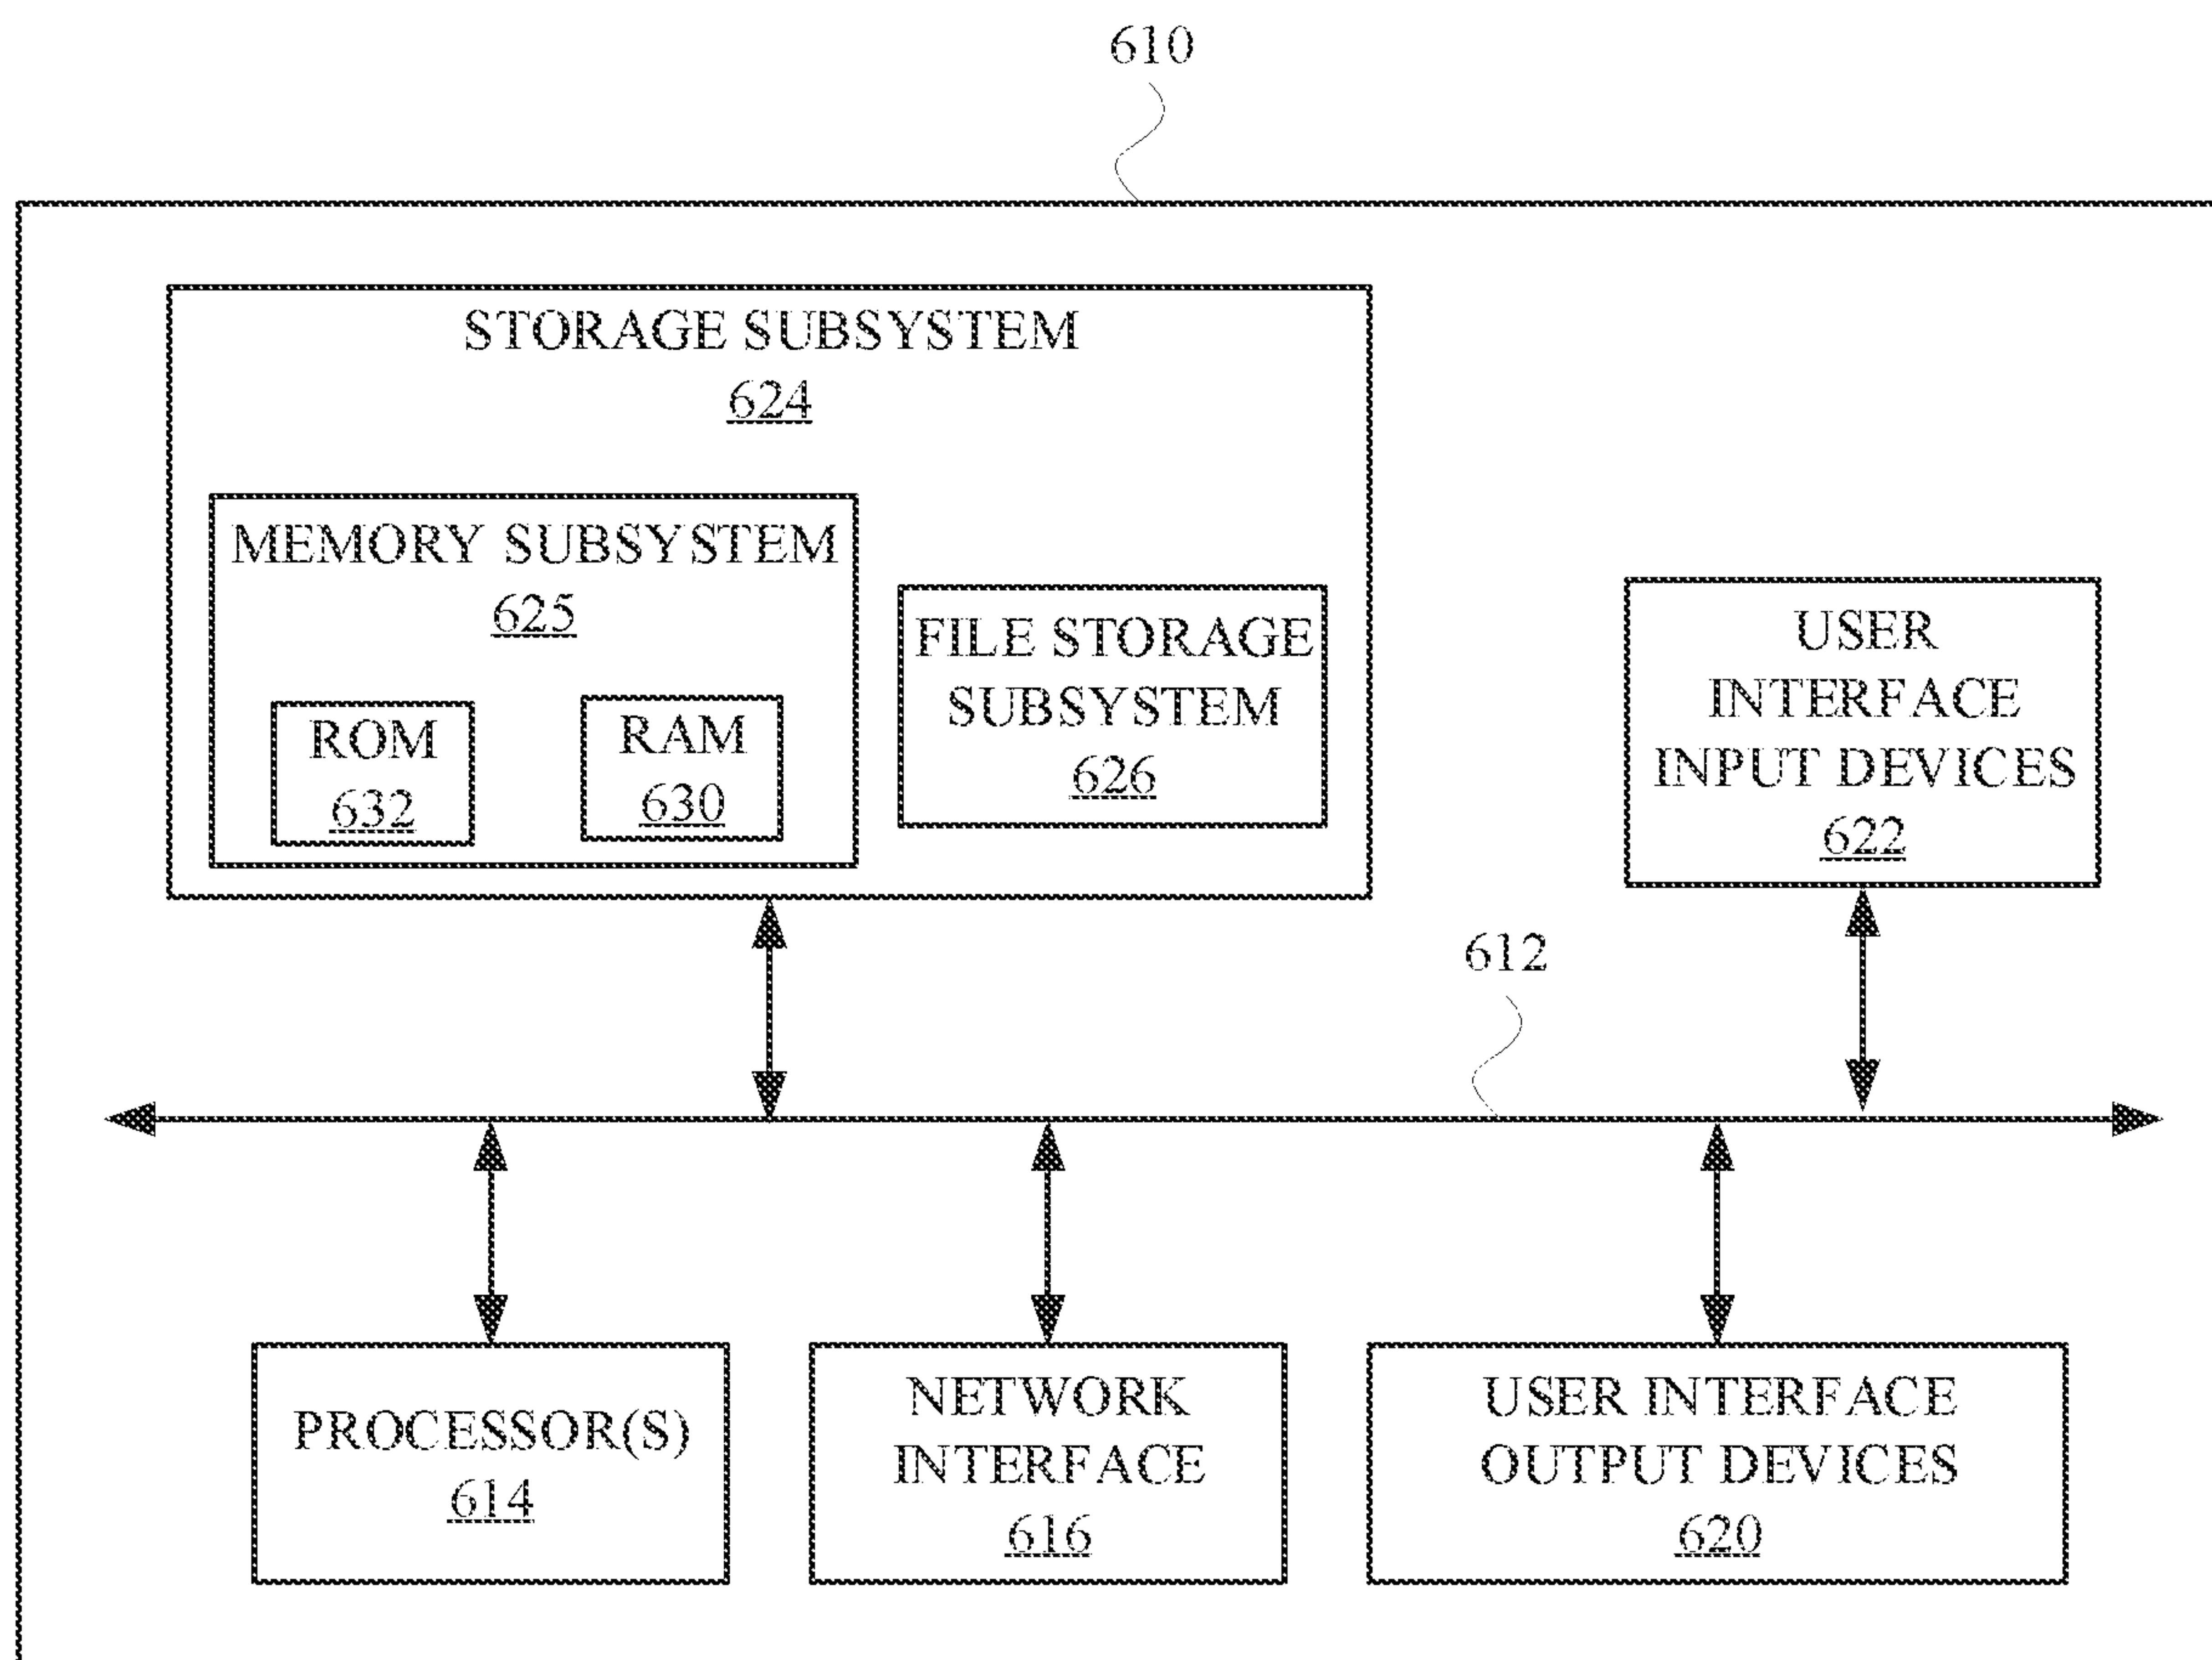 610
STORAGE SUBSYSTEM
624
MEMORY SUBSYSTEM
625
ROM
632
RAM
630
FILE STORAGE
SUBSYSTEM
626
USER
INTERFACE
INPUT DEVICES
622
612
PROCESSOR(S)
614
NETWORK
INTERFACE
616
USER INTERFACE
OUTPUT DEVICES
620